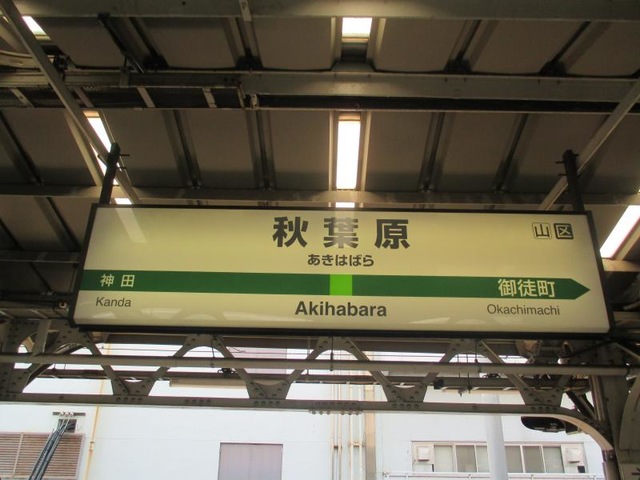 秋葉原
山区
あきはばら
神田
御徒町
Kanda
Akihabara
Okachimachi